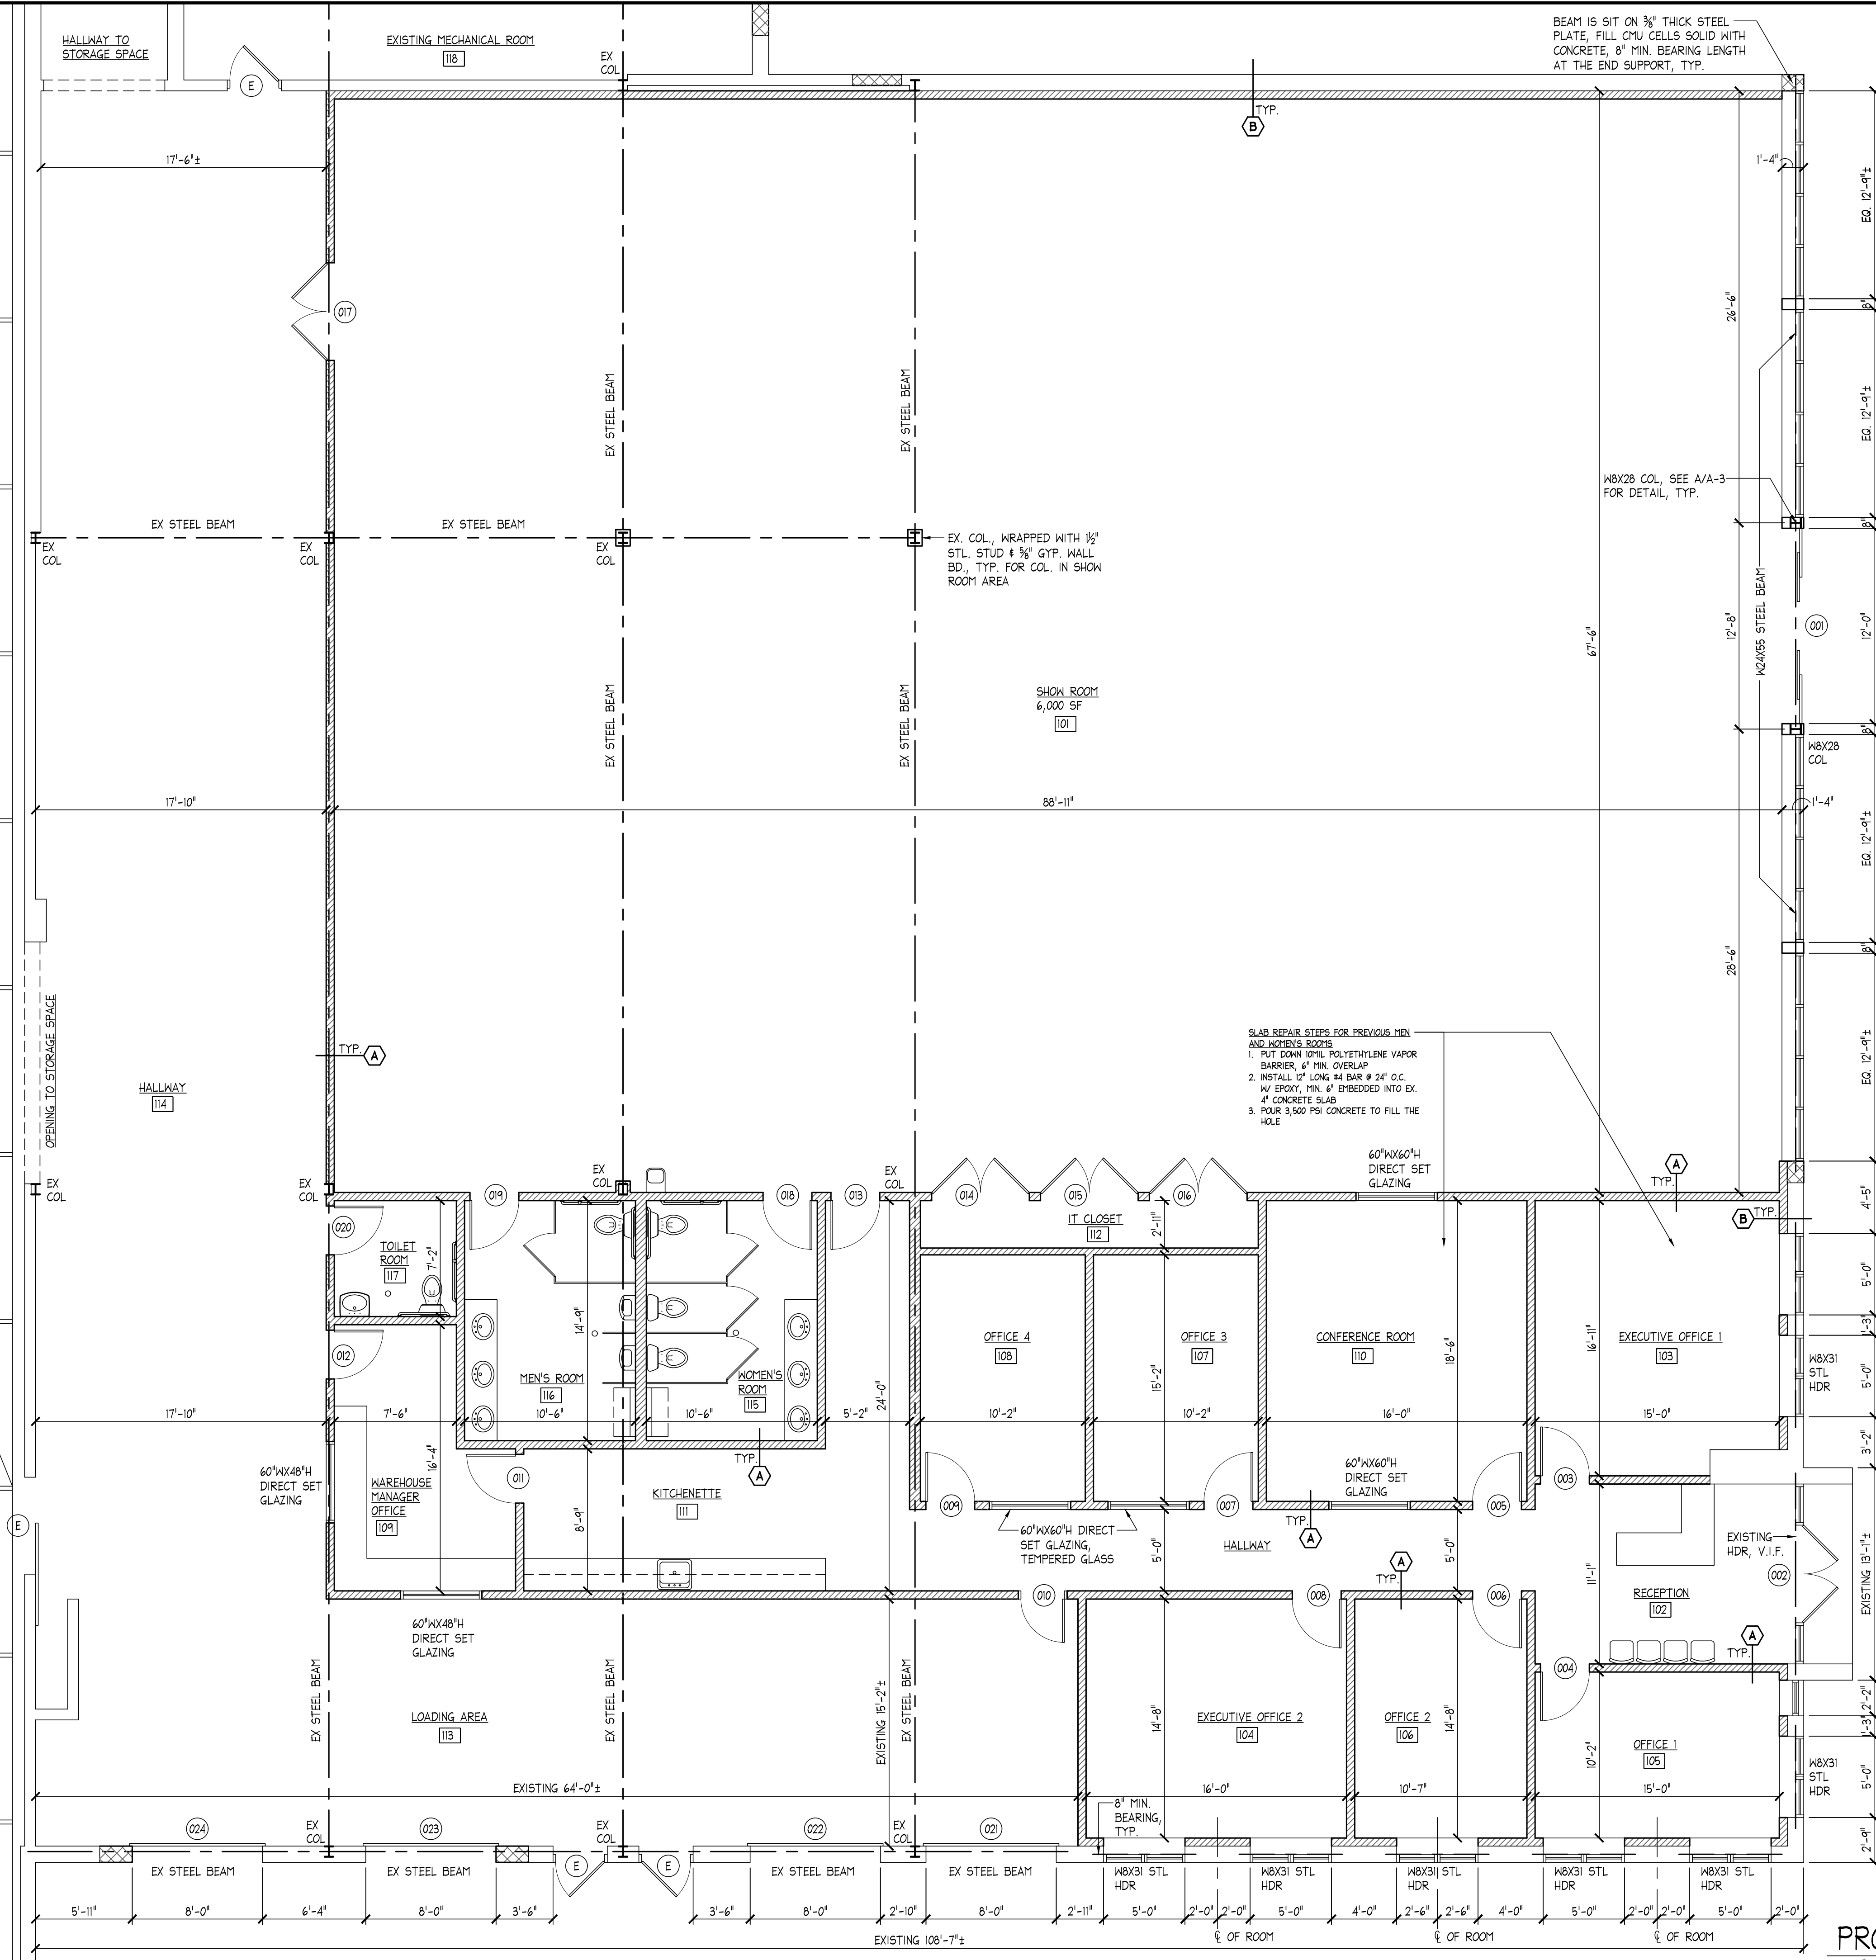 HALLWAY TO
STORAGE SPACE
EXISTING MECHANICAL ROOM
118
EX
COL
E
BEAM IS SIT ON ⅜" THICK STEEL
PLATE, FILL CMU CELLS SOLID WITH
CONCRETE, 8" MIN. BEARING LENGTH
AT THE END SUPPORT, TYP.
TYP.
B
17'-6"±
1'-4"
EQ. 12'-9"±
017
26'-6"
8"
EX STEEL BEAM
EX STEEL BEAM
EQ. 12'-9"±
W8X28 COL, SEE A/A-3
FOR DETAIL, TYP.
8"
EX STEEL BEAM
EX STEEL BEAM
EX
COL
EX
COL
EX
COL
EX. COL., WRAPPED WITH 1½"
STL. STUD & ⅝" GYP. WALL
BD., TYP. FOR COL. IN SHOW
ROOM AREA
W24X55 STEEL BEAM
67'-6"
12'-8"
001
12'-0"
SHOW ROOM
6,000 SF
101
EX STEEL BEAM
EX STEEL BEAM
8"
W8X28
COL
17'-10"
88'-11"
1'-4"
EQ. 12'-9"±
28'-6"
8"
OPENING TO STORAGE SPACE
SLAB REPAIR STEPS FOR PREVIOUS MEN
AND WOMEN'S ROOMS
1. PUT DOWN 10MIL POLYETHYLENE VAPOR
BARRIER, 6" MIN. OVERLAP
2. INSTALL 12" LONG #4 BAR @ 24" O.C.
W/ EPOXY, MIN. 6" EMBEDDED INTO EX.
4" CONCRETE SLAB
3. POUR 3,500 PSI CONCRETE TO FILL THE
HOLE
EQ. 12'-9"±
TYP.
A
HALLWAY
114
60"WX60"H
DIRECT SET
GLAZING
A
TYP.
EX
COL
EX
COL
EX
COL
EX
COL
019
018
013
014
015
016
4'-5"
B
TYP.
020
TOILET
ROOM
117
7'-2"
IT CLOSET
112
2'-11"
5'-0"
14'-9"
012
OFFICE 4
108
OFFICE 3
107
CONFERENCE ROOM
110
EXECUTIVE OFFICE 1
103
1'-3"
15'-2"
18'-6"
16'-11"
W8X31
STL
HDR
5'-0"
MEN'S ROOM
116
WOMEN'S
ROOM
115
24'-0"
17'-10"
7'-6"
10'-6"
10'-6"
5'-2"
10'-2"
10'-2"
16'-0"
15'-0"
3'-2"
16'-4"
TYP.
A
60"WX48"H
DIRECT SET
GLAZING
WAREHOUSE
MANAGER
OFFICE
109
011
8'-9"
KITCHENETTE
111
60"WX60"H
DIRECT SET
GLAZING
003
009
007
005
E
60"WX60"H DIRECT
SET GLAZING,
TEMPERED GLASS
5'-0"
HALLWAY
TYP.
A
5'-0"
EXISTING
HDR, V.I.F.
A
TYP.
002
11'-1"
EXISTING 13'-1"±
RECEPTION
102
010
008
006
60"WX48"H
DIRECT SET
GLAZING
A
TYP.
004
EX STEEL BEAM
EX STEEL BEAM
EX STEEL BEAM
EXISTING 15'-2"±
LOADING AREA
113
14'-8"
EXECUTIVE OFFICE 2
104
OFFICE 2
106
14'-8"
OFFICE 1
105
10'-2"
2'-2"
1'-3"
W8X31
STL
HDR
5'-0"
EXISTING 64'-0"±
16'-0"
10'-7"
15'-0"
8" MIN.
BEARING,
TYP.
024
EX
COL
023
EX
COL
022
EX
COL
021
2'-9"
E
E
EX STEEL BEAM
EX STEEL BEAM
EX STEEL BEAM
EX STEEL BEAM
W8X31 STL
HDR
W8X31 STL
HDR
W8X31 STL
HDR
W8X31 STL
HDR
W8X31 STL
HDR
5'-11"
8'-0"
6'-4"
8'-0"
3'-6"
3'-6"
8'-0"
2'-10"
8'-0"
2'-11"
5'-0"
2'-0"
2'-0"
5'-0"
4'-0"
2'-6"
2'-6"
4'-0"
5'-0"
2'-0"
2'-0"
5'-0"
2'-0"
℄ OF ROOM
℄ OF ROOM
℄ OF ROOM
EXISTING 108'-7"±
PRO